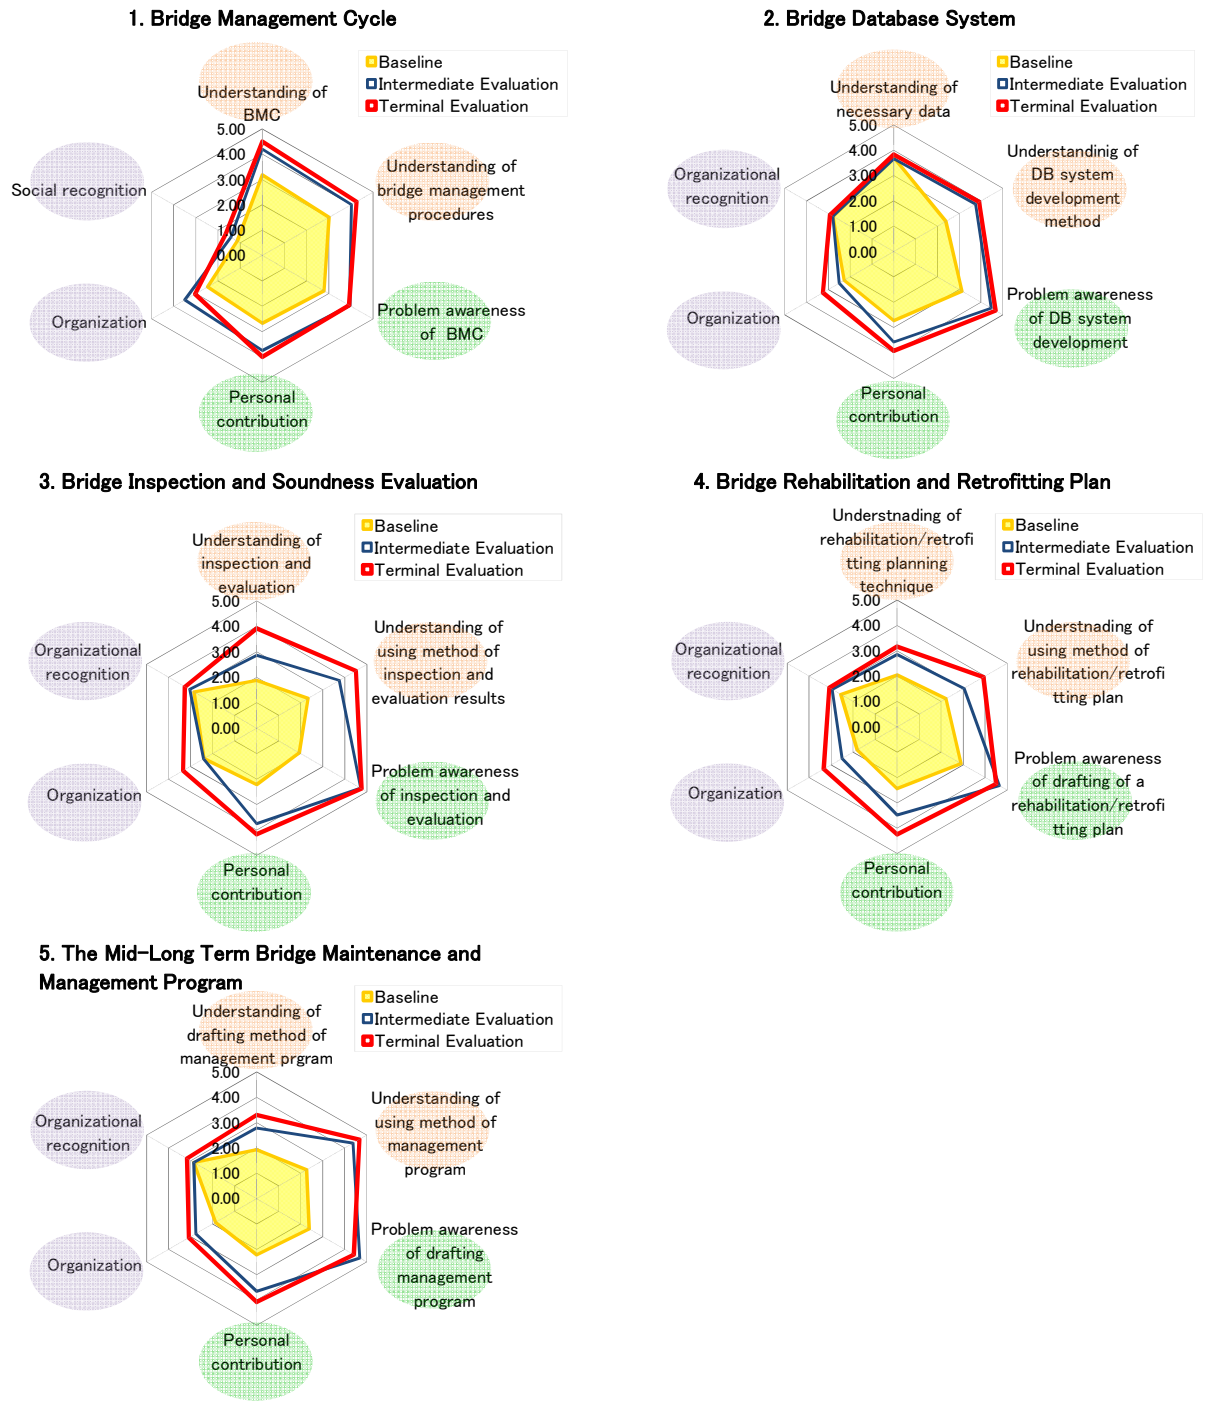 1. Bridge Management Cycle
Baseline
Intermediate Evaluation
Terminal Evaluation
Understanding of
BMC
5.00
4.00
3.00
2.00
1.00
0.00
Understanding of
bridge management
procedures
Problem awareness
of BMC
Personal
contribution
Organization
Social recognition
2. Bridge Database System
Baseline
Intermediate Evaluation
Terminal Evaluation
Understanding of
necessary data
5.00
4.00
3.00
2.00
1.00
0.00
Understandinig of
DB system
development
method
Problem awareness
of DB system
development
Personal
contribution
Organization
Organizational
recognition
3. Bridge Inspection and Soundness Evaluation
Baseline
Intermediate Evaluation
Terminal Evaluation
Understanding of
inspection and
evaluation
5.00
4.00
3.00
2.00
1.00
0.00
Understanding of
using method of
inspection and
evaluation results
Problem awareness
of inspection and
evaluation
Personal
contribution
Organization
Organizational
recognition
4. Bridge Rehabilitation and Retrofitting Plan
Baseline
Intermediate Evaluation
Terminal Evaluation
Understnading of
rehabilitation/retrofi
tting planning
technique
5.00
4.00
3.00
2.00
1.00
0.00
Understnading of
using method of
rehabilitation/retrofi
tting plan
Problem awareness
of drafting of a
rehabilitation/retrofi
tting plan
Personal
contribution
Organization
Organizational
recognition
5. The Mid-Long Term Bridge Maintenance and
Management Program
Baseline
Intermediate Evaluation
Terminal Evaluation
Understanding of
drafting method of
management prgram
5.00
4.00
3.00
2.00
1.00
0.00
Understanding of
using method of
management
program
Problem awareness
of drafting
management
program
Personal
contribution
Organization
Organizational
recognition